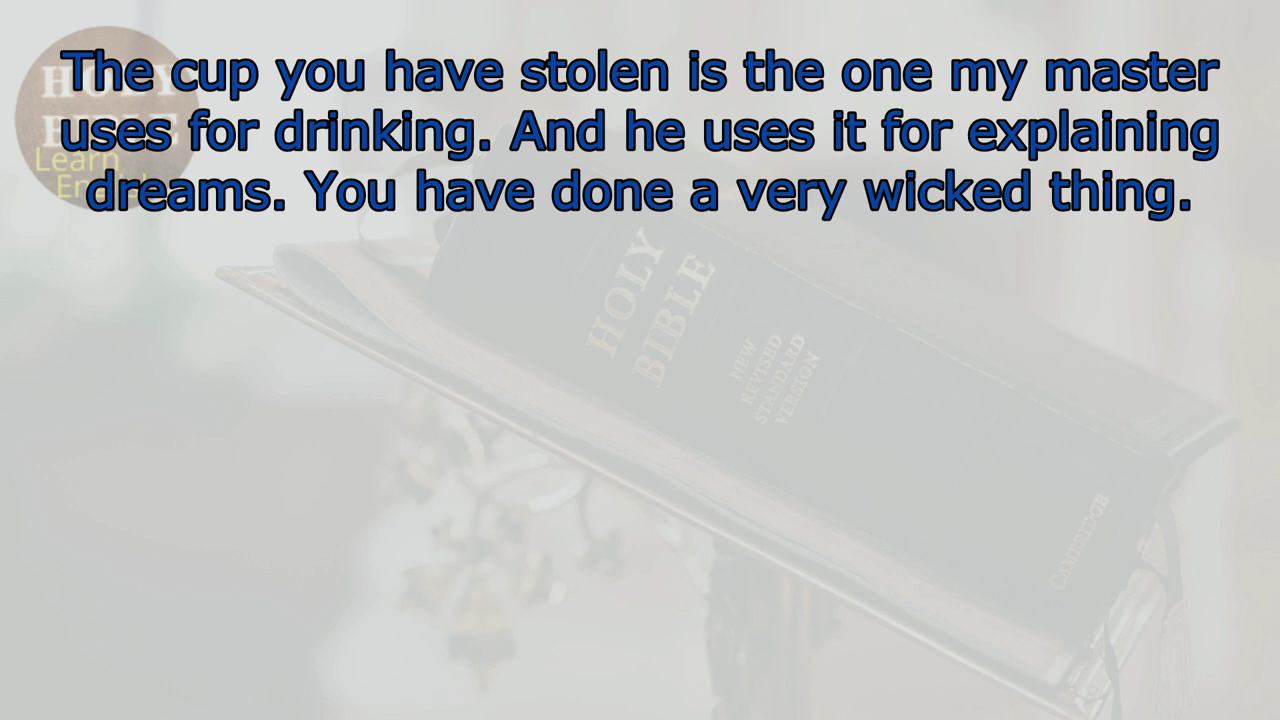 The cup you have stolen is the one my master
uses for drinking. And he uses it for explaining
dreams. You have done a very wicked thing.
HOLY
BIBLE
Learn
English
HOLY
BIBLE
NEW
REVISED
STANDARD
VERSION
CAMBRIDGE